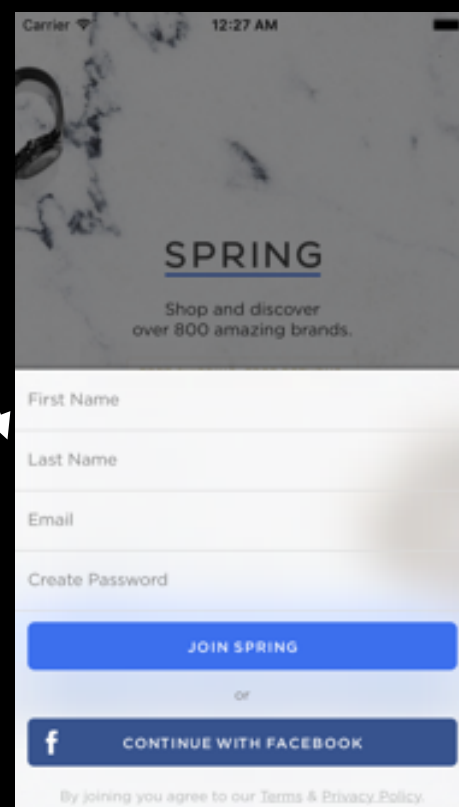 Carrier 12:27 AM
SPRING
Shop and discover
over 800 amazing brands.
First Name
Last Name
Email
Create Password
JOIN SPRING
or
f CONTINUE WITH FACEBOOK
By joining you agree to our Terms & Privacy Policy.